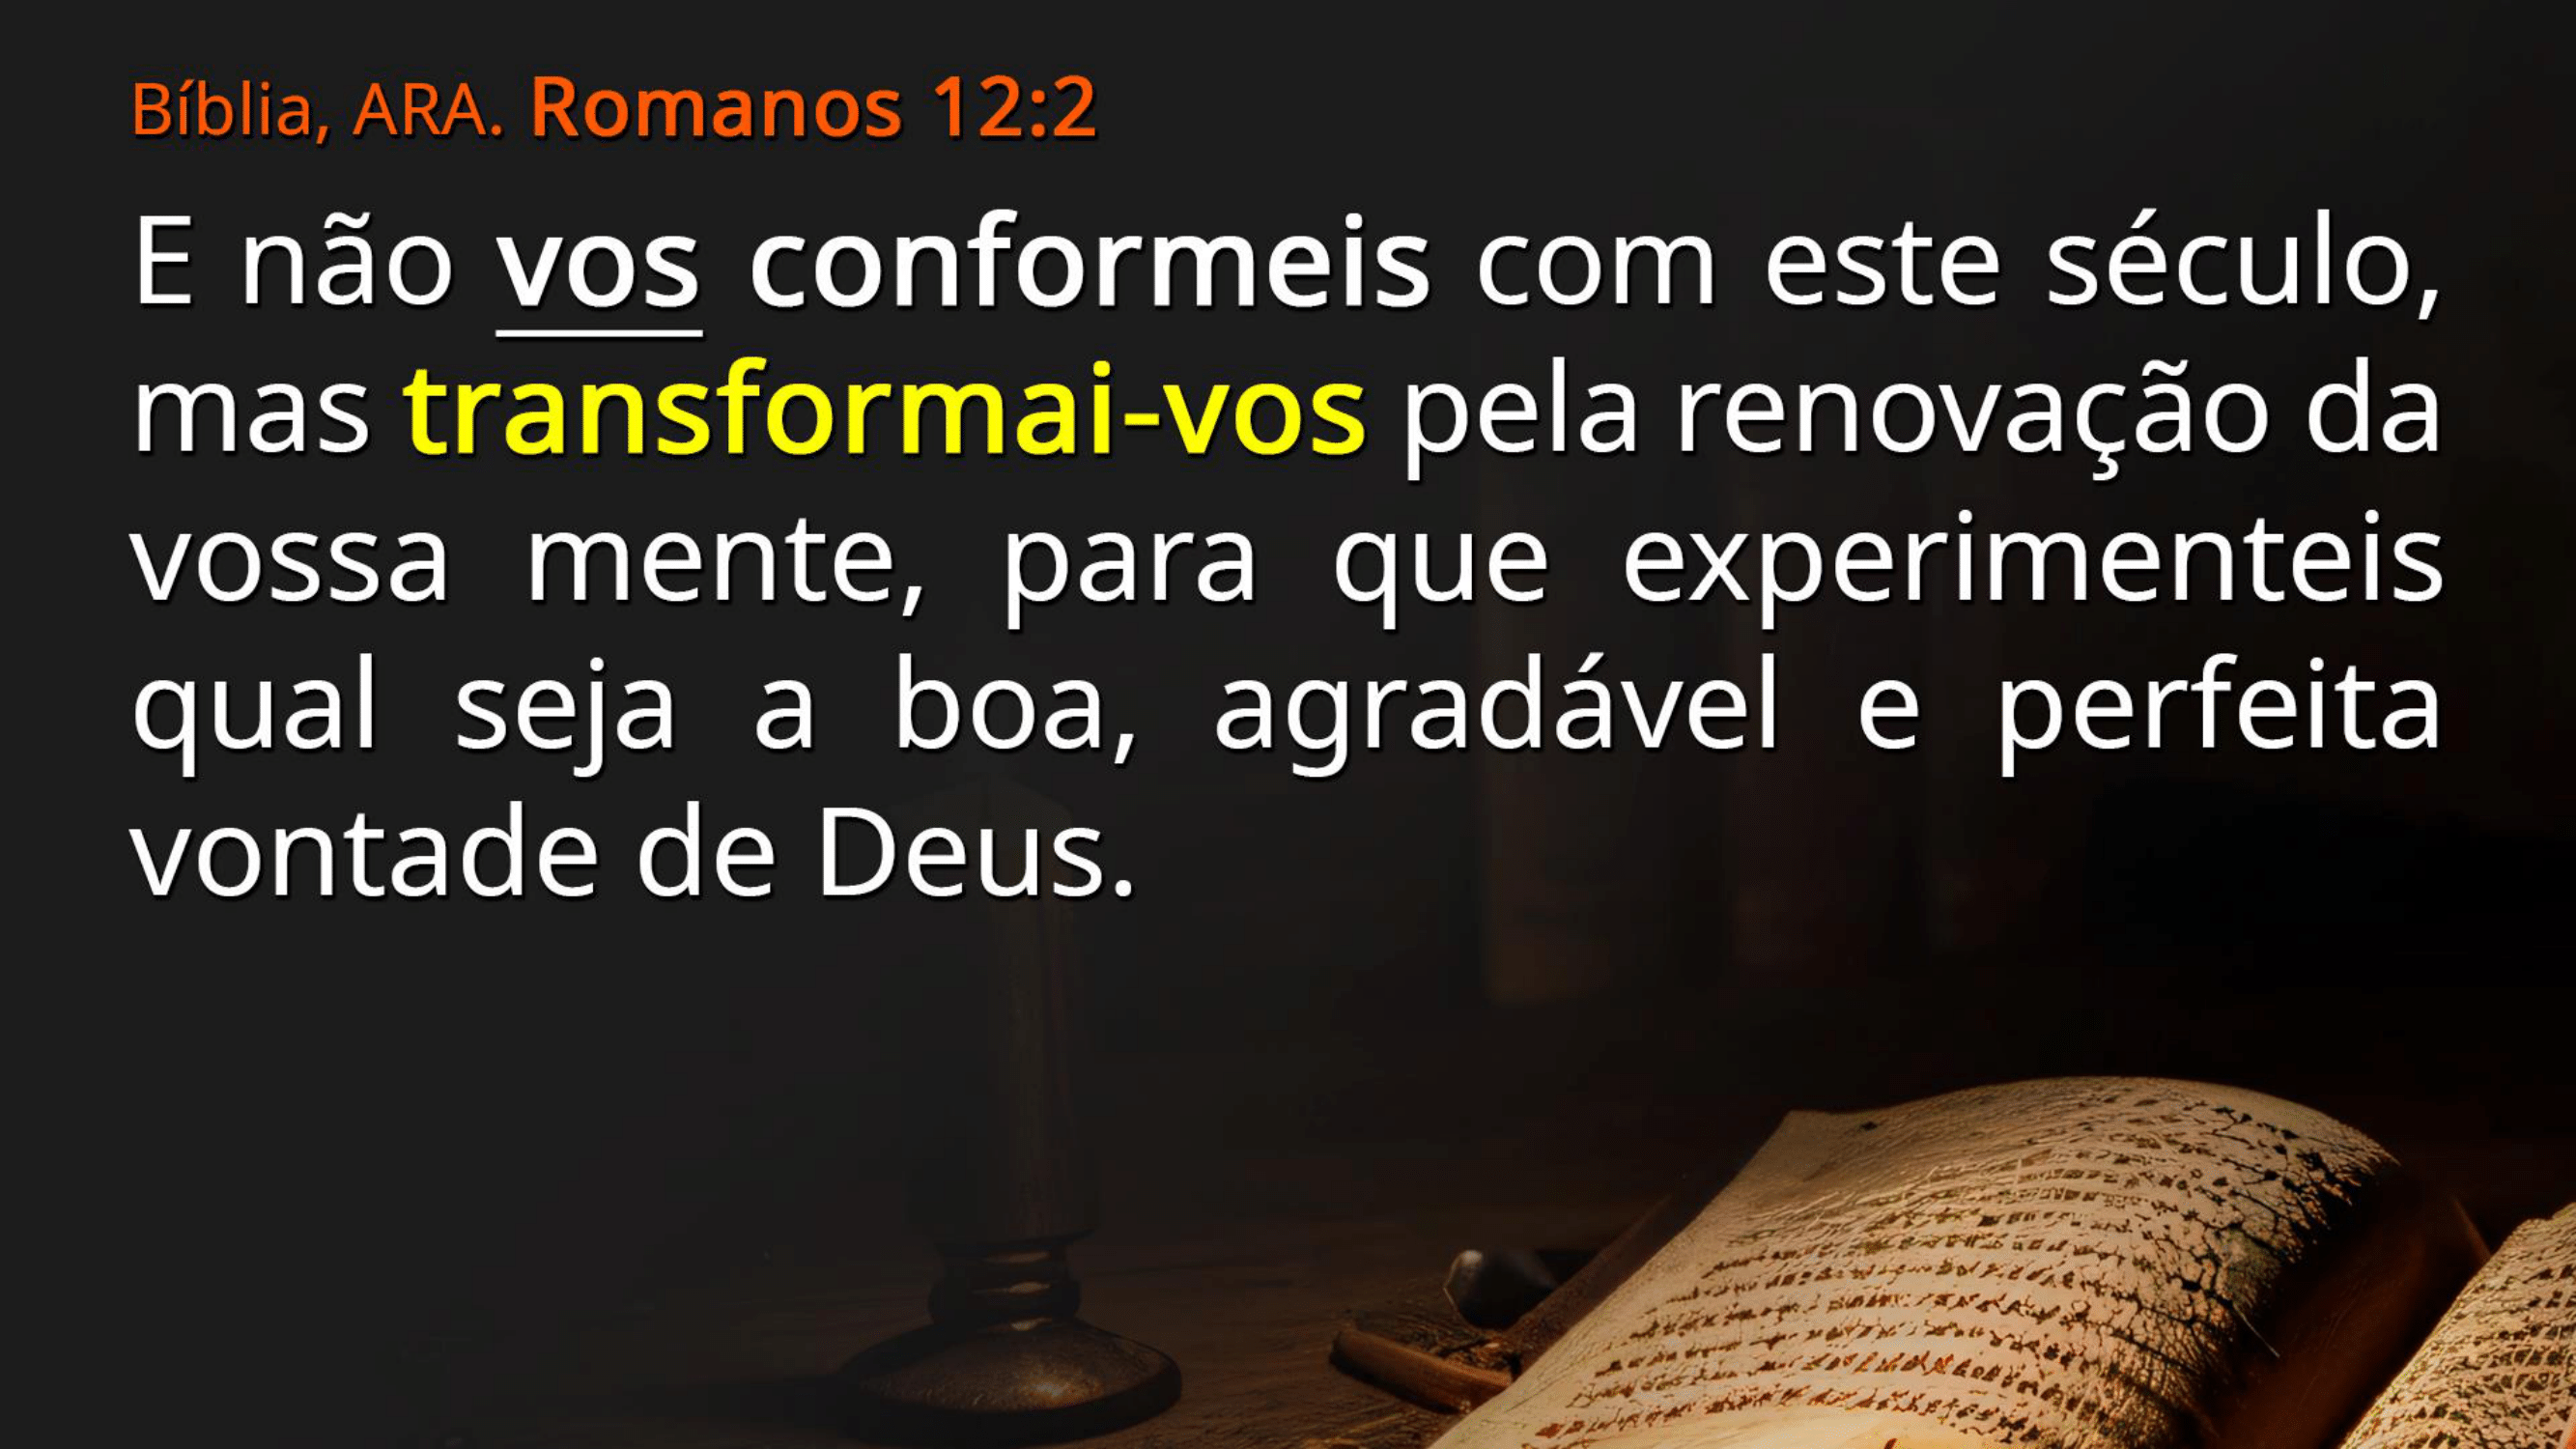 Bíblia, ARA. Romanos 12:2
E não vos conformeis com este século,
mas transformai-vos pela renovação da
vossa mente, para que experimenteis
qual seja a boa, agradável e perfeita
vontade de Deus.